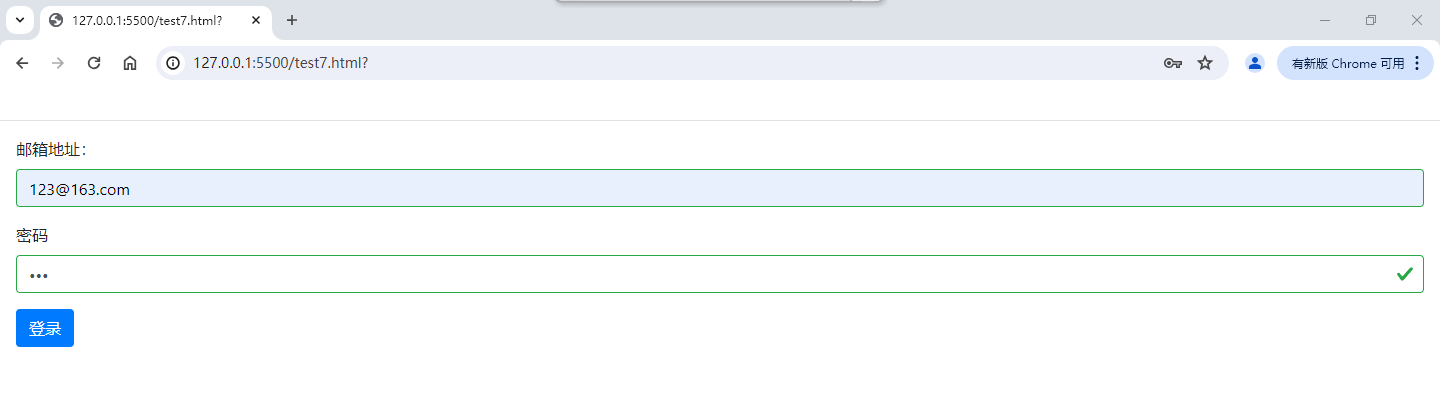 127.0.0.1:5500/test7.html?
127.0.0.1:5500/test7.html?
有新版 Chrome 可用
邮箱地址:
123@163.com
密码
•••
登录